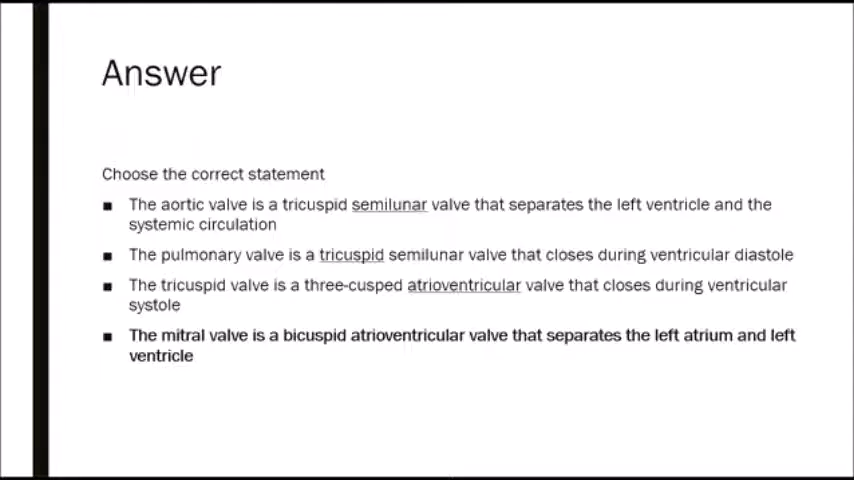 Answer
Choose the correct statement
■ The aortic valve is a tricuspid semilunar valve that separates the left ventricle and the
systemic circulation
■ The pulmonary valve is a tricuspid semilunar valve that closes during ventricular diastole
■ The tricuspid valve is a three-cusped atrioventricular valve that closes during ventricular
systole
■ The mitral valve is a bicuspid atrioventricular valve that separates the left atrium and left
ventricle